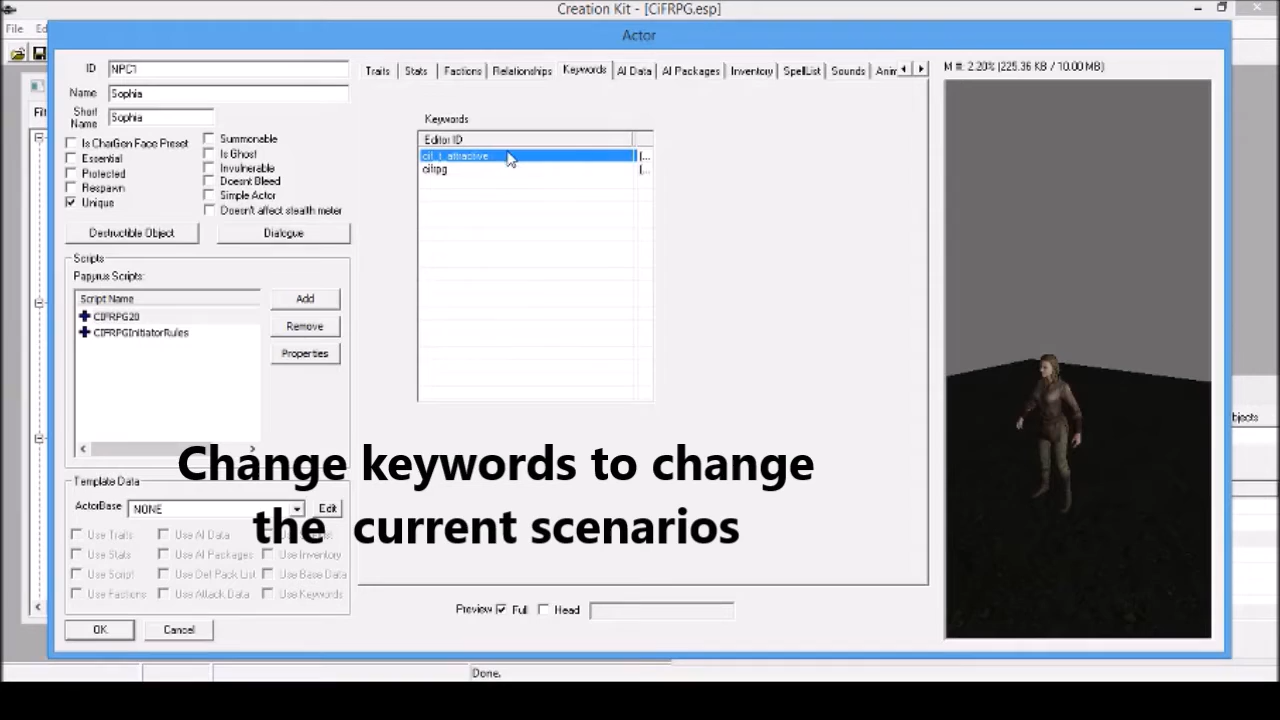 Creation Kit - [CiFRPG.esp]
File Ed
Actor
ID NPC1
Name Sophia
Short Name Sophia
Is CharGen Face Preset
Essential
Protected
Respawn
Unique
Summonable
Is Ghost
Invulnerable
Doesn't Bleed
Simple Actor
Doesn't affect stealth meter
Destructible Object Dialogue
Scripts
Papyrus Scripts:
Script Name
CIFRPG20
CIFRPGInitiatorRules
Add
Remove
Properties
Template Data
ActorBase NONE Edit
Use Traits Use AI Data
Use Stats Use AI Packages Use Inventory
Use Script Use Def Pack List Use Base Data
Use Factions Use Attack Data Use Keywords
OK Cancel
Traits Stats Factions Relationships Keywords AI Data AI Packages Inventory SpellList Sounds Anim
Keywords
Editor ID
cif_t_attractive [...
cifrpg [...
Preview Full Head
M #: 2.20% (225.36 KB / 10.00 MB)
Change keywords to change
the current scenarios
bjects
Done.